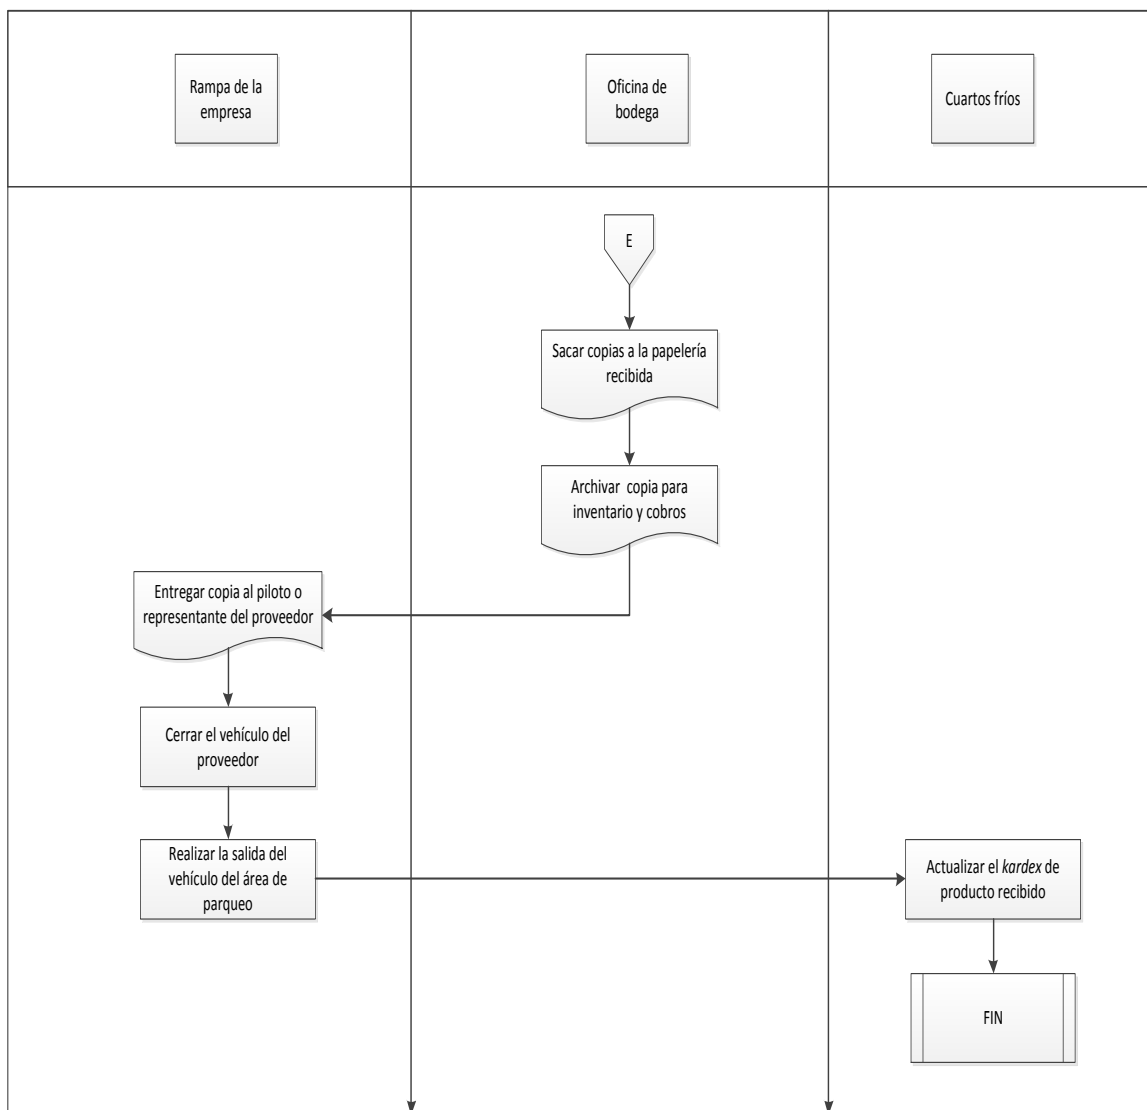 Rampa de la
empresa
Oficina de
bodega
Cuartos fríos
E
Sacar copias a la papelería
recibida
Archivar copia para
inventario y cobros
Entregar copia al piloto o
representante del proveedor
Cerrar el vehículo del
proveedor
Realizar la salida del
vehículo del área de
parqueo
Actualizar el kardex de
producto recibido
FIN